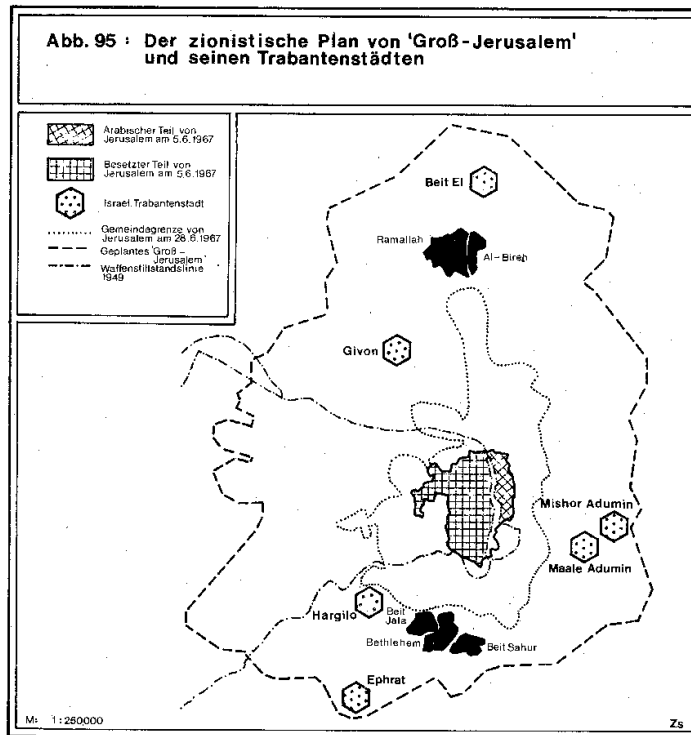 Abb. 95 : Der zionistische Plan von 'Groß-Jerusalem'
und seinen Trabantenstädten
Arabischer Teil von
Jerusalem am 5.6.1967
Besetzter Teil von
Jerusalem am 5.6.1967
Israel. Trabantenstadt
Gemeindegrenze von
Jerusalem am 28.6.1967
Geplantes 'Groß-
Jerusalem'
Waffenstillstandslinie
1949
Beit El
Ramallah
Al-Bireh
Givon
Mishor Adumin
Maale Adumin
Hargilo
Beit
Jala
Bethlehem
Beit Sahur
Ephrat
M: 1:250000
Zs